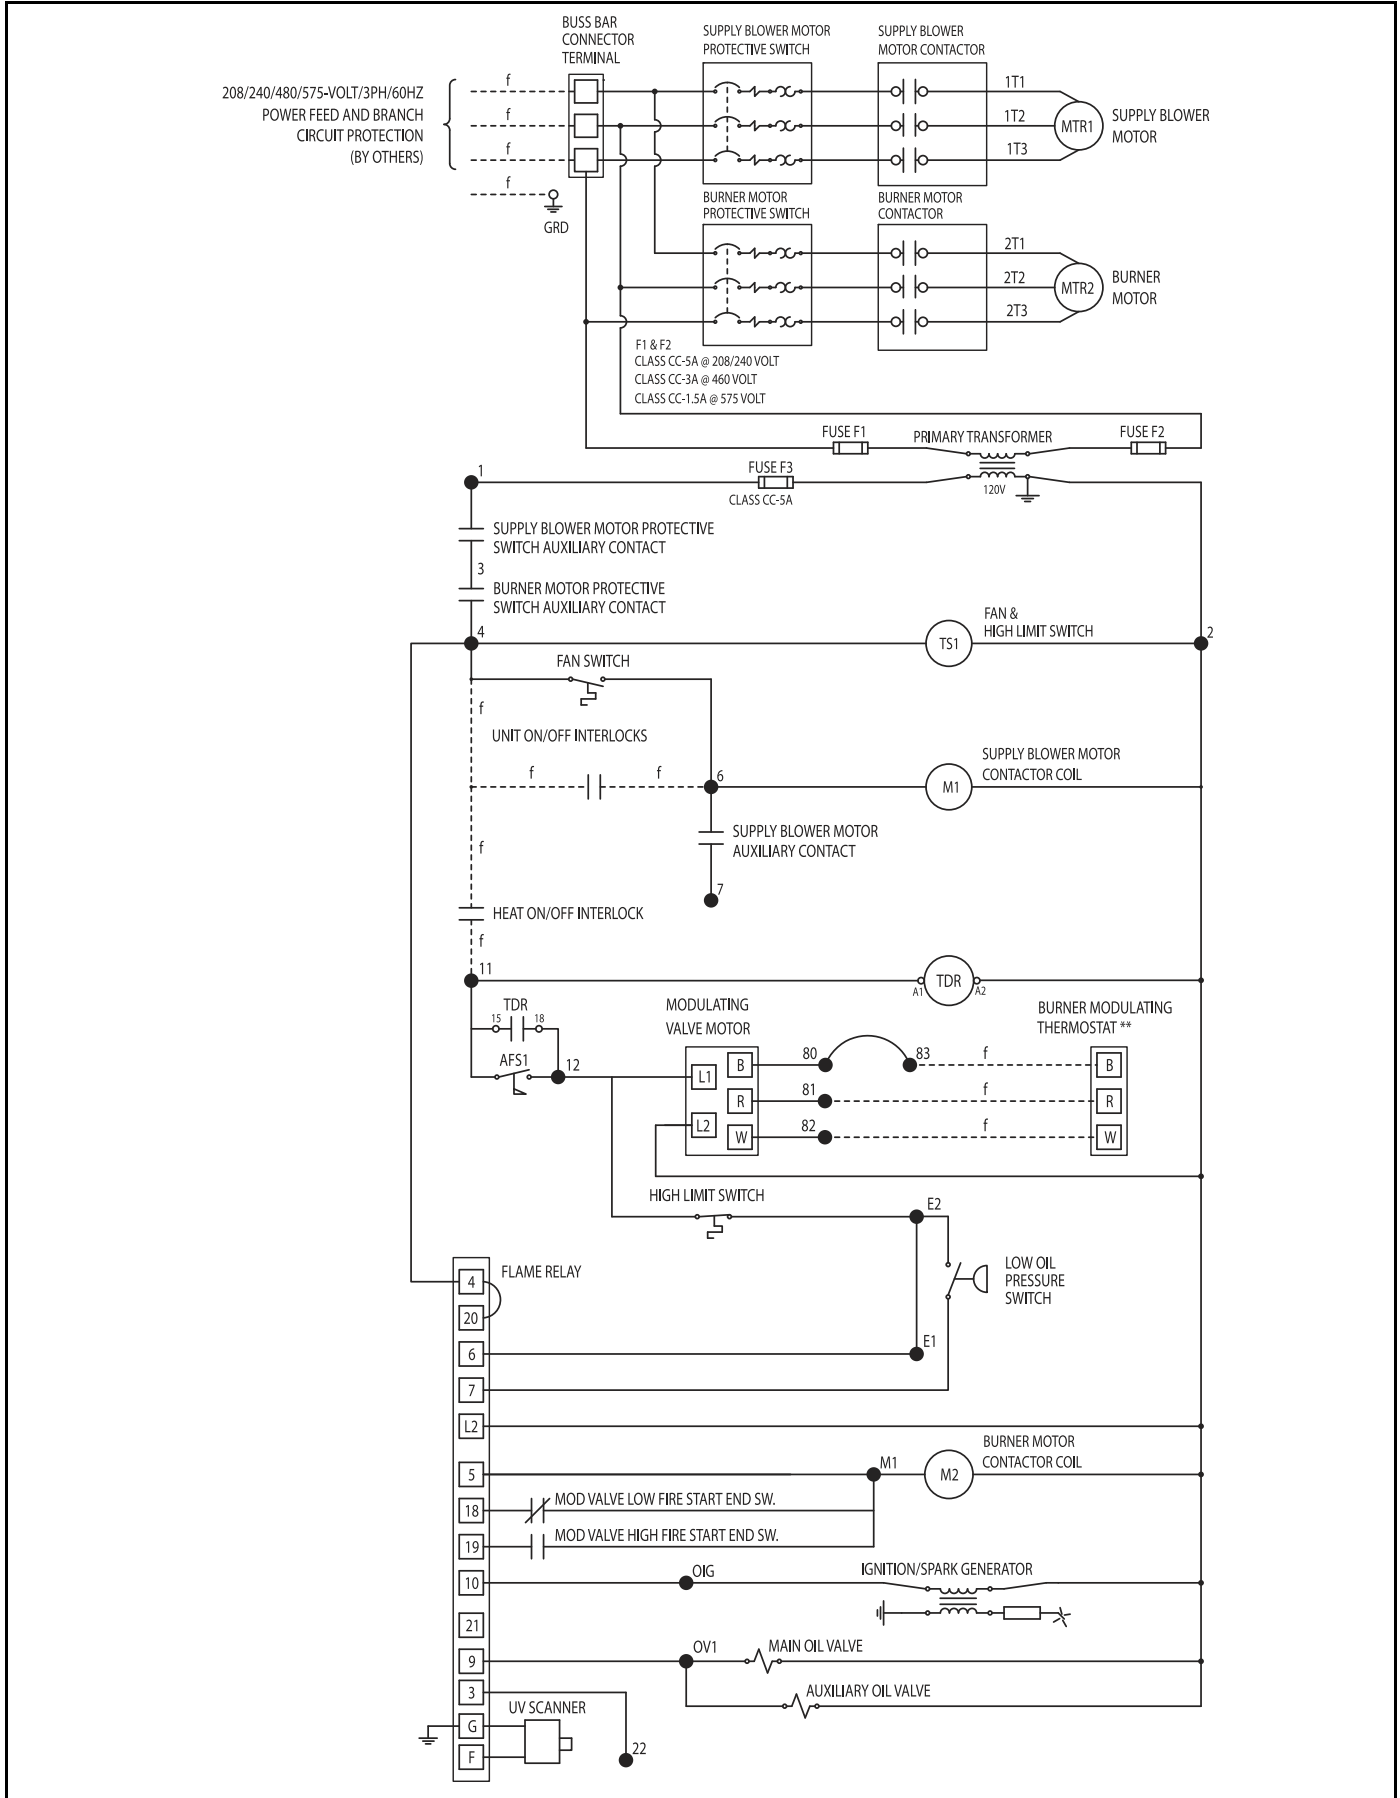 BUSS BAR
CONNECTOR
TERMINAL
SUPPLY BLOWER MOTOR
PROTECTIVE SWITCH
SUPPLY BLOWER
MOTOR CONTACTOR
208/240/480/575-VOLT/3PH/60HZ
POWER FEED AND BRANCH
CIRCUIT PROTECTION
(BY OTHERS)
f
f
f
f
GRD
1T1
1T2
1T3
MTR1
SUPPLY BLOWER
MOTOR
BURNER MOTOR
PROTECTIVE SWITCH
BURNER MOTOR
CONTACTOR
2T1
2T2
2T3
MTR2
BURNER
MOTOR
F1 & F2
CLASS CC-5A @ 208/240 VOLT
CLASS CC-3A @ 460 VOLT
CLASS CC-1.5A @ 575 VOLT
FUSE F1
PRIMARY TRANSFORMER
FUSE F2
1
FUSE F3
CLASS CC-5A
120V
SUPPLY BLOWER MOTOR PROTECTIVE
SWITCH AUXILIARY CONTACT
3
BURNER MOTOR PROTECTIVE
SWITCH AUXILIARY CONTACT
4
TS1
FAN &
HIGH LIMIT SWITCH
2
FAN SWITCH
f
UNIT ON/OFF INTERLOCKS
f
f
6
M1
SUPPLY BLOWER MOTOR
CONTACTOR COIL
f
SUPPLY BLOWER MOTOR
AUXILIARY CONTACT
7
HEAT ON/OFF INTERLOCK
f
11
A1
TDR
A2
TDR
15
18
AFS1
12
MODULATING
VALVE MOTOR
BURNER MODULATING
THERMOSTAT **
L1
L2
B
R
W
80
83
f
81
f
82
f
B
R
W
HIGH LIMIT SWITCH
E2
LOW OIL
PRESSURE
SWITCH
FLAME RELAY
4
20
6
E1
7
L2
5
M1
M2
BURNER MOTOR
CONTACTOR COIL
18
MOD VALVE LOW FIRE START END SW.
19
MOD VALVE HIGH FIRE START END SW.
10
OIG
IGNITION/SPARK GENERATOR
21
9
OV1
MAIN OIL VALVE
3
AUXILIARY OIL VALVE
UV SCANNER
G
F
22